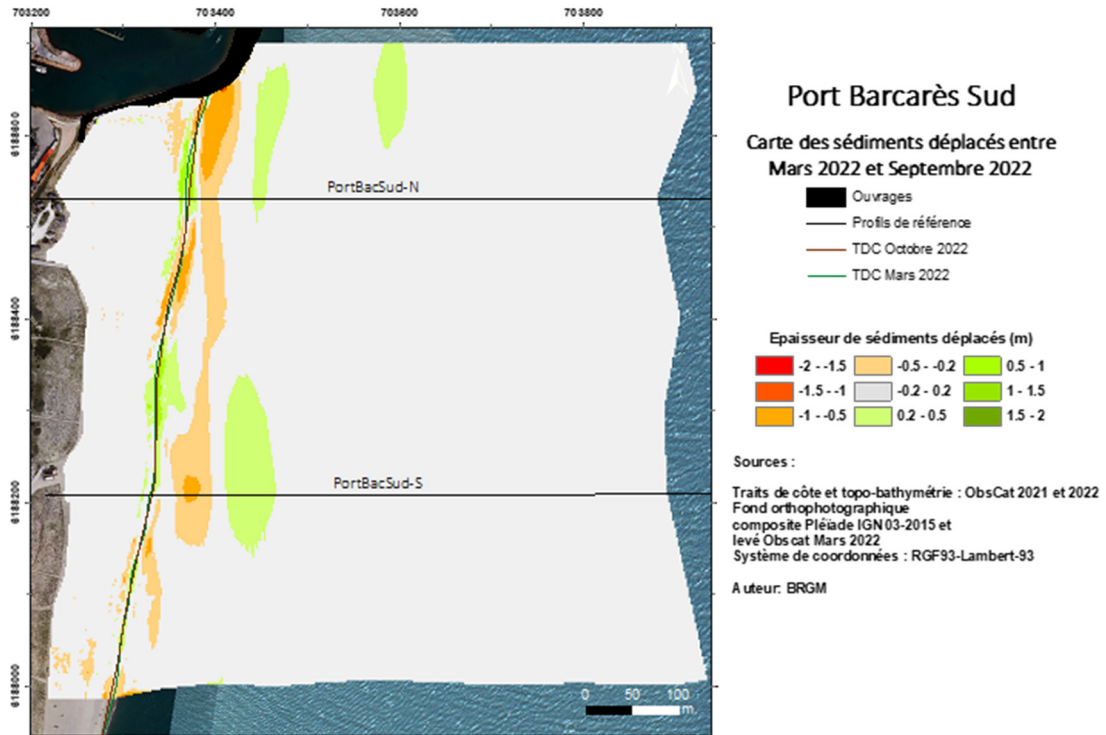 703200 703400 703600 703800
Port Barcarès Sud
Carte des sédiments déplacés entre
Mars 2022 et Septembre 2022
Ouvrages
Profils de référence
TDC Octobre 2022
TDC Mars 2022
Epaisseur de sédiments déplacés (m)
-2 - -1.5 -0.5 - -0.2 0.5 - 1
-1.5 - -1 -0.2 - 0.2 1 - 1.5
-1 - -0.5 0.2 - 0.5 1.5 - 2
Sources :
Traits de côte et topo-bathymétrie : ObsCat 2021 et 2022
Fond orthophotographique
composite Pléiade IGN 03-2015 et
levé Obscat Mars 2022
Système de coordonnées : RGF93-Lambert-93
Auteur: BRGM
6188600
PortBacSud-N
6188400
PortBacSud-S
6188200
6188000
0 50 100
m.